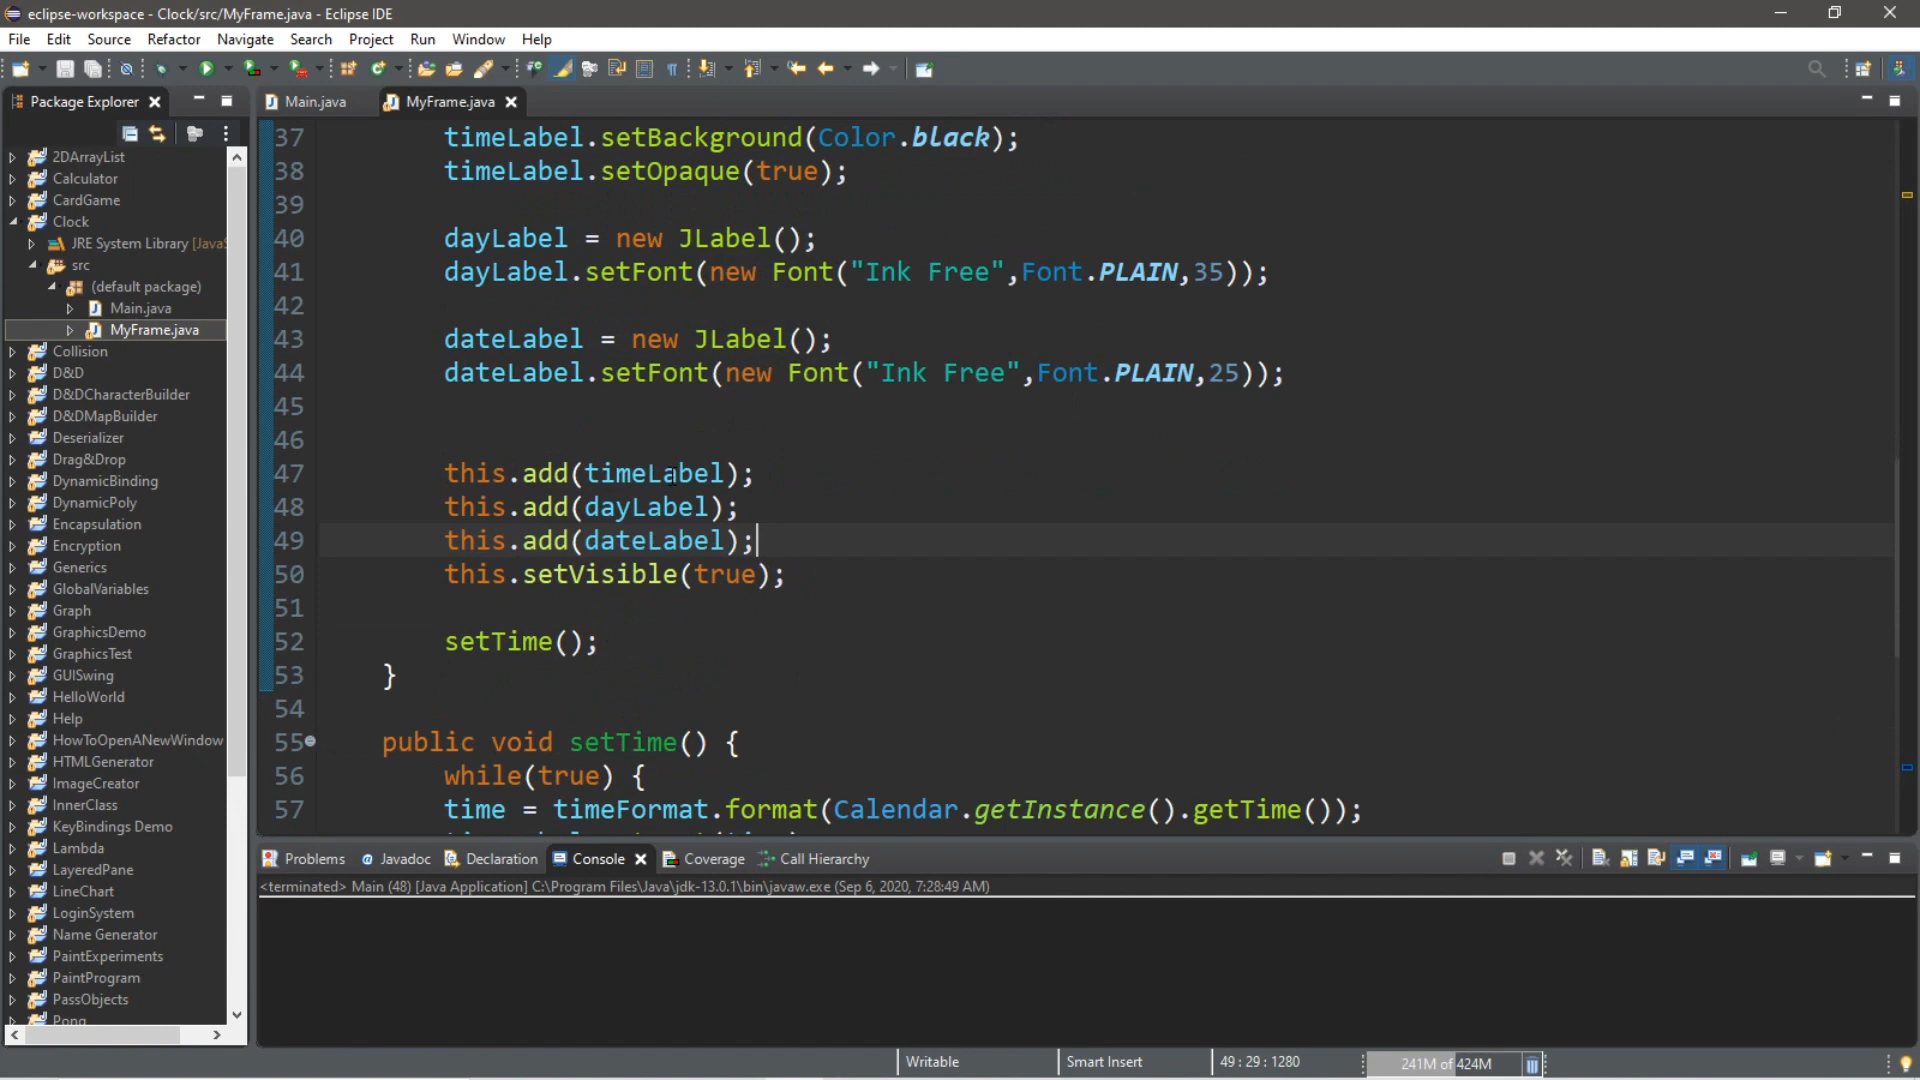 eclipse-workspace - Clock/src/MyFrame.java - Eclipse IDE
File Edit Source Refactor Navigate Search Project Run Window Help
Package Explorer
Main.java MyFrame.java
2DArrayList
Calculator
CardGame
Clock
JRE System Library [JavaS
src
(default package)
Main.java
MyFrame.java
Collision
D&D
D&DCharacterBuilder
D&DMapBuilder
Deserializer
Drag&Drop
DynamicBinding
DynamicPoly
Encapsulation
Encryption
Generics
GlobalVariables
Graph
GraphicsDemo
GraphicsTest
GUISwing
HelloWorld
Help
HowToOpenANewWindow
HTMLGenerator
ImageCreator
InnerClass
KeyBindings Demo
Lambda
LayeredPane
LineChart
LoginSystem
Name Generator
PaintExperiments
PaintProgram
PassObjects
Pong
37 timeLabel.setBackground(Color.black);
38 timeLabel.setOpaque(true);
39
40 dayLabel = new JLabel();
41 dayLabel.setFont(new Font("Ink Free",Font.PLAIN,35));
42
43 dateLabel = new JLabel();
44 dateLabel.setFont(new Font("Ink Free",Font.PLAIN,25));
45
46
47 this.add(timeLabel);
48 this.add(dayLabel);
49 this.add(dateLabel);
50 this.setVisible(true);
51
52 setTime();
53 }
54
55 public void setTime() {
56 while(true) {
57 time = timeFormat.format(Calendar.getInstance().getTime());
Problems Javadoc Declaration Console Coverage Call Hierarchy
<terminated> Main (48) [Java Application] C:\Program Files\Java\jdk-13.0.1\bin\javaw.exe (Sep 6, 2020, 7:28:49 AM)
Writable Smart Insert 49 : 29 : 1280 241M of 424M